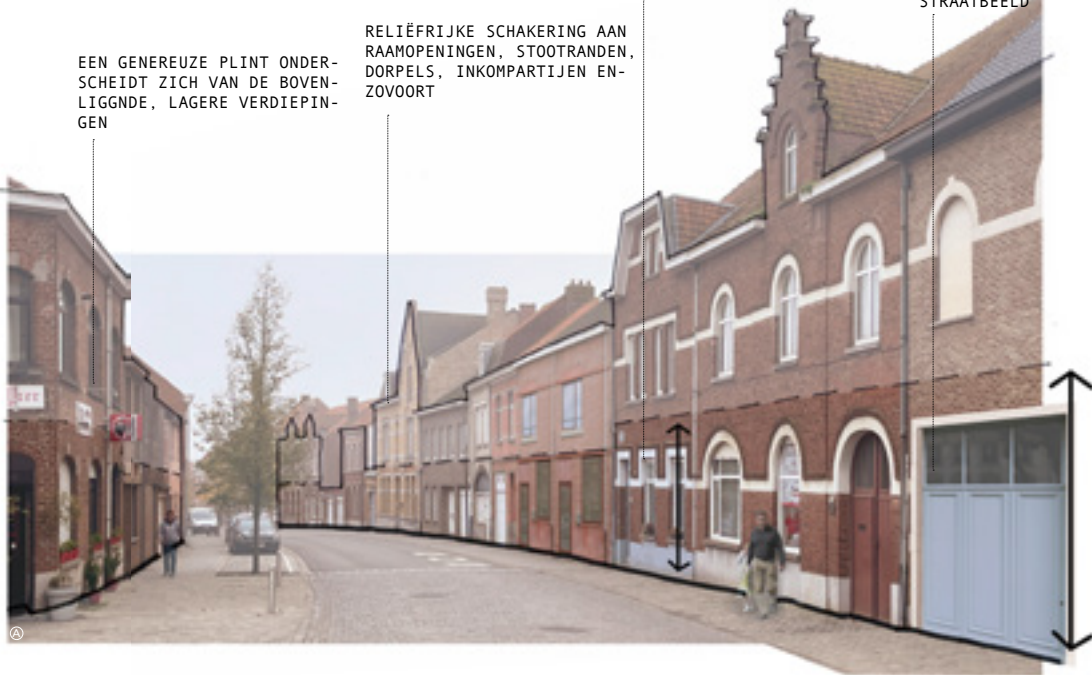 STRAATBEELD
RELIËFRIJKE SCHAKERING AAN
RAAMOPENINGEN, STOOTRANDEN,
DORPELS, INKOMPARTIJEN EN-
ZOVOORT
EEN GENEREUZE PLINT ONDER-
SCHEIDT ZICH VAN DE BOVEN-
LIGGNDE, LAGERE VERDIEPIN-
GEN
A